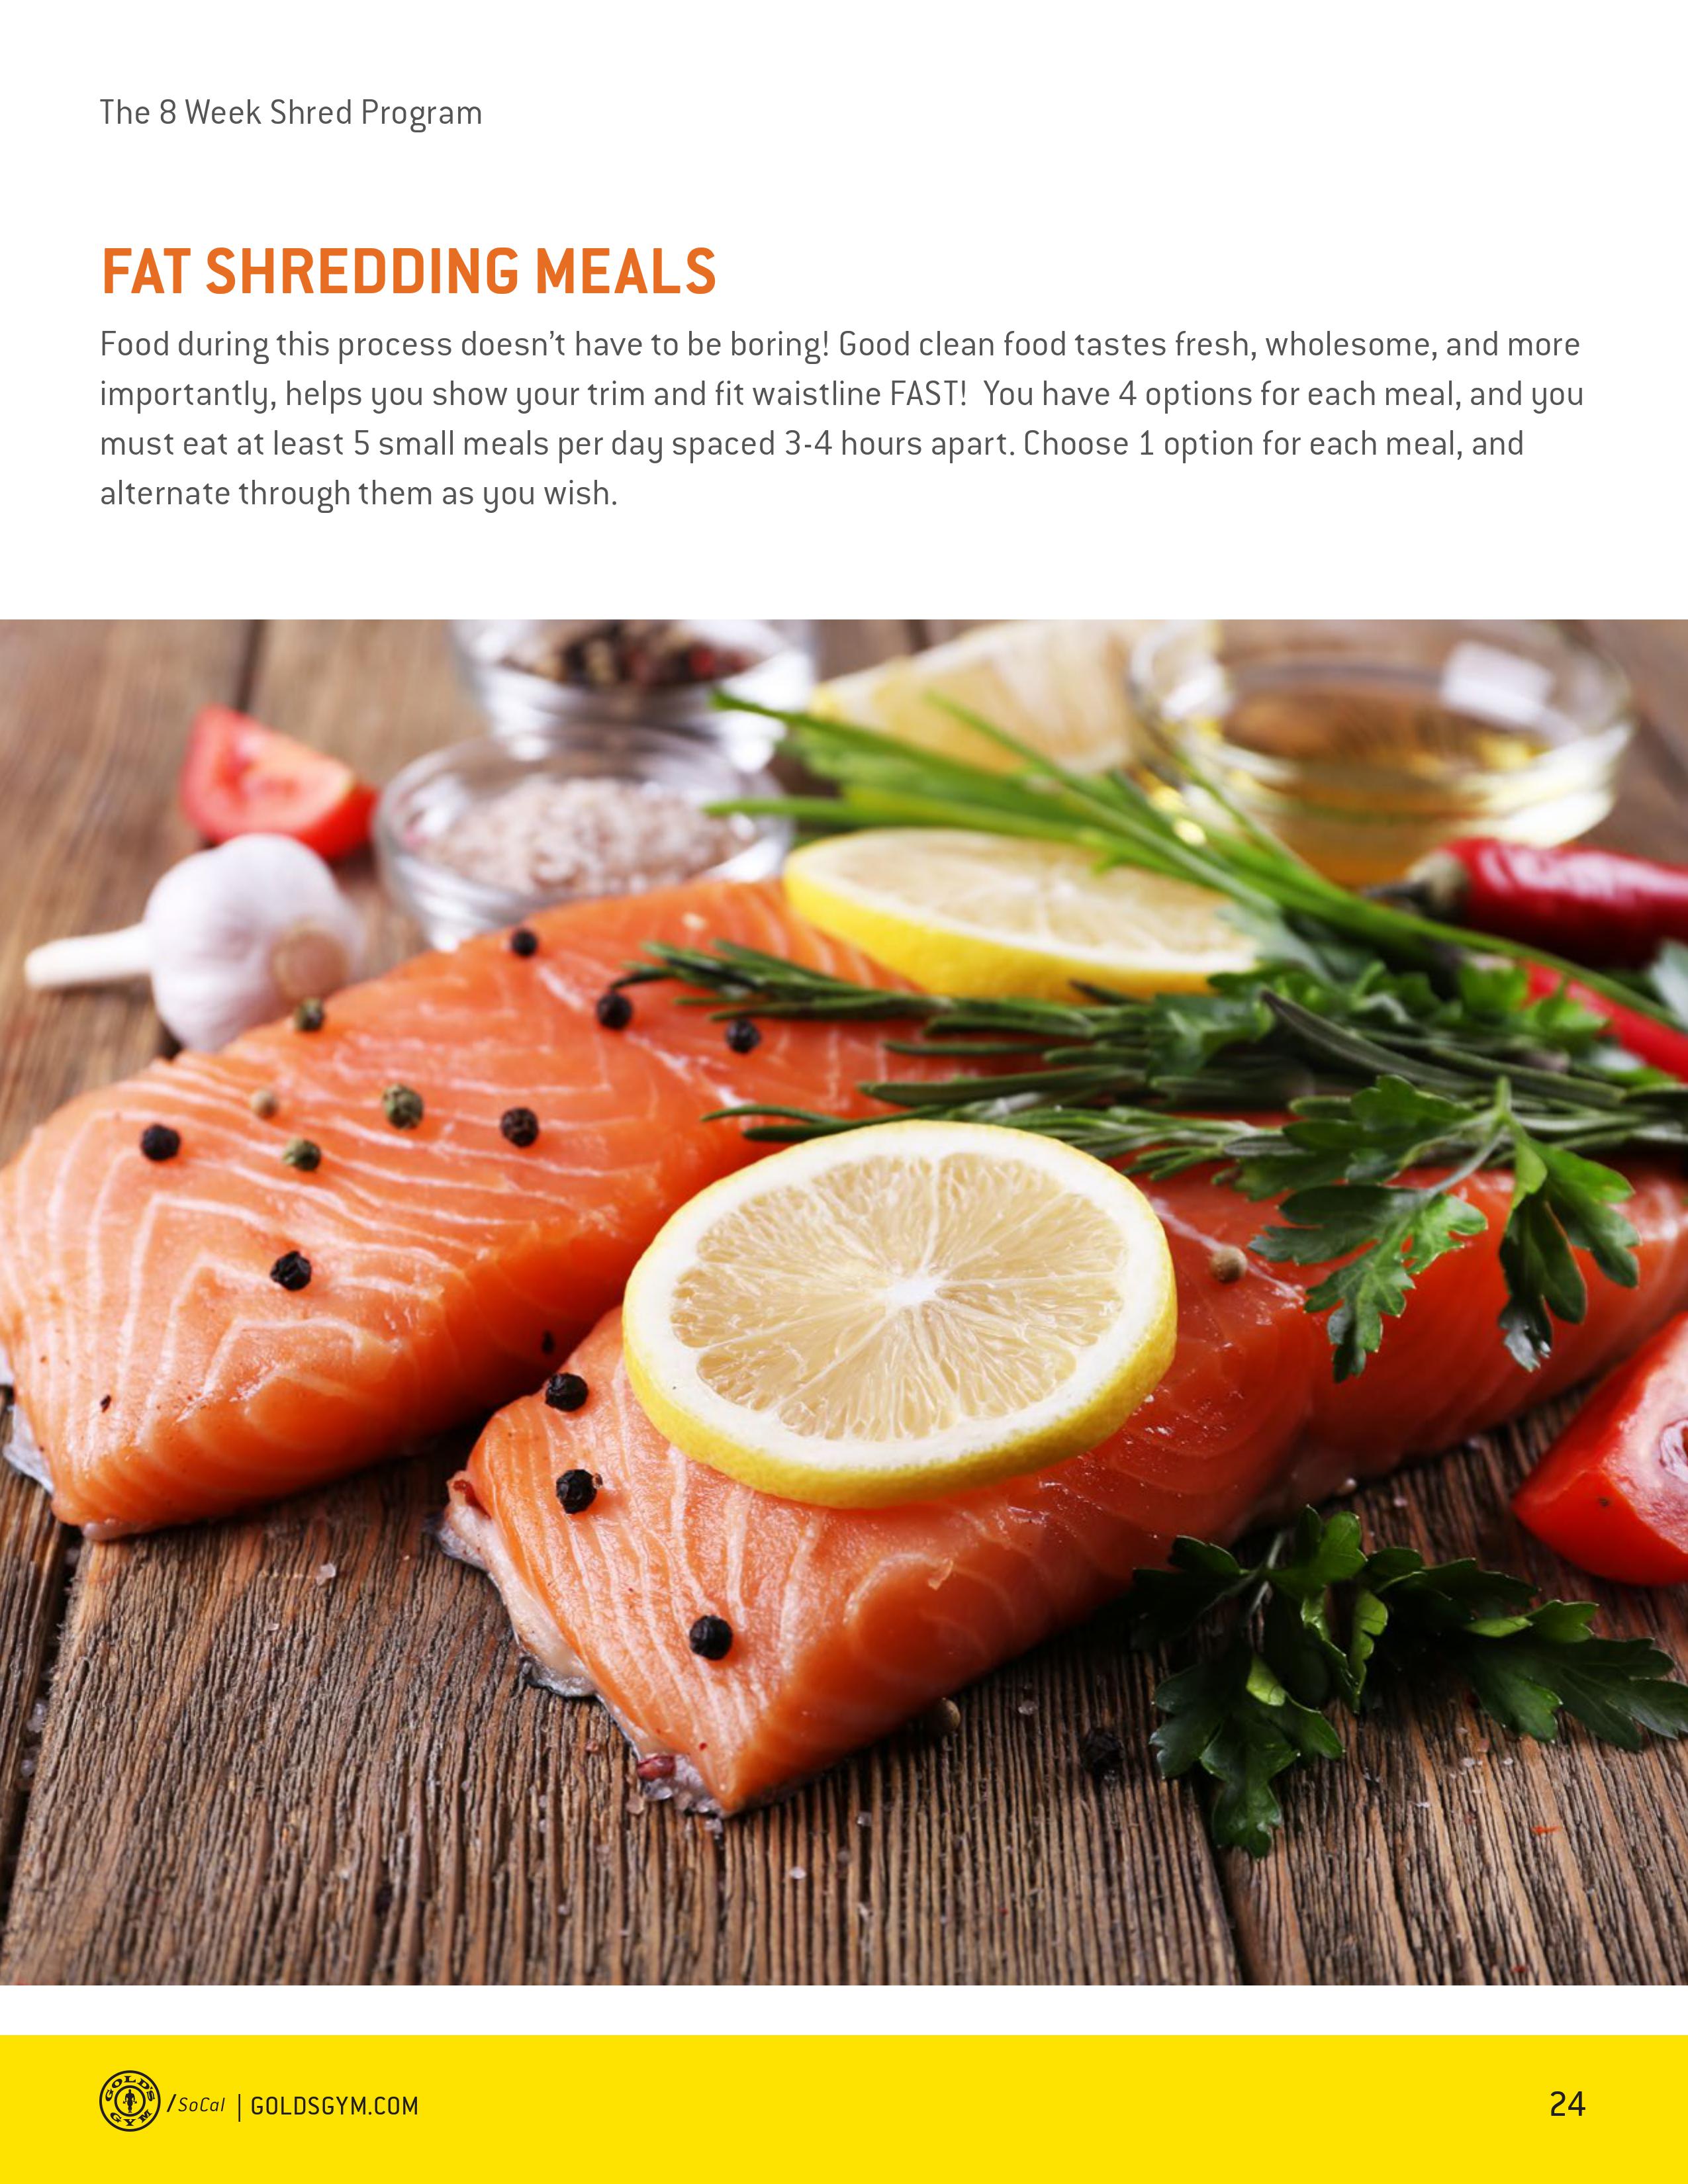 The 8 Week Shred Program
FAT SHREDDING MEALS
Food during this process doesn’t have to be boring! Good clean food tastes fresh, wholesome, and more
importantly, helps you show your trim and fit waistline FAST!  You have 4 options for each meal, and you
must eat at least 5 small meals per day spaced 3-4 hours apart. Choose 1 option for each meal, and
alternate through them as you wish.
GOLD'S GYM /SoCal | GOLDSGYM.COM
24